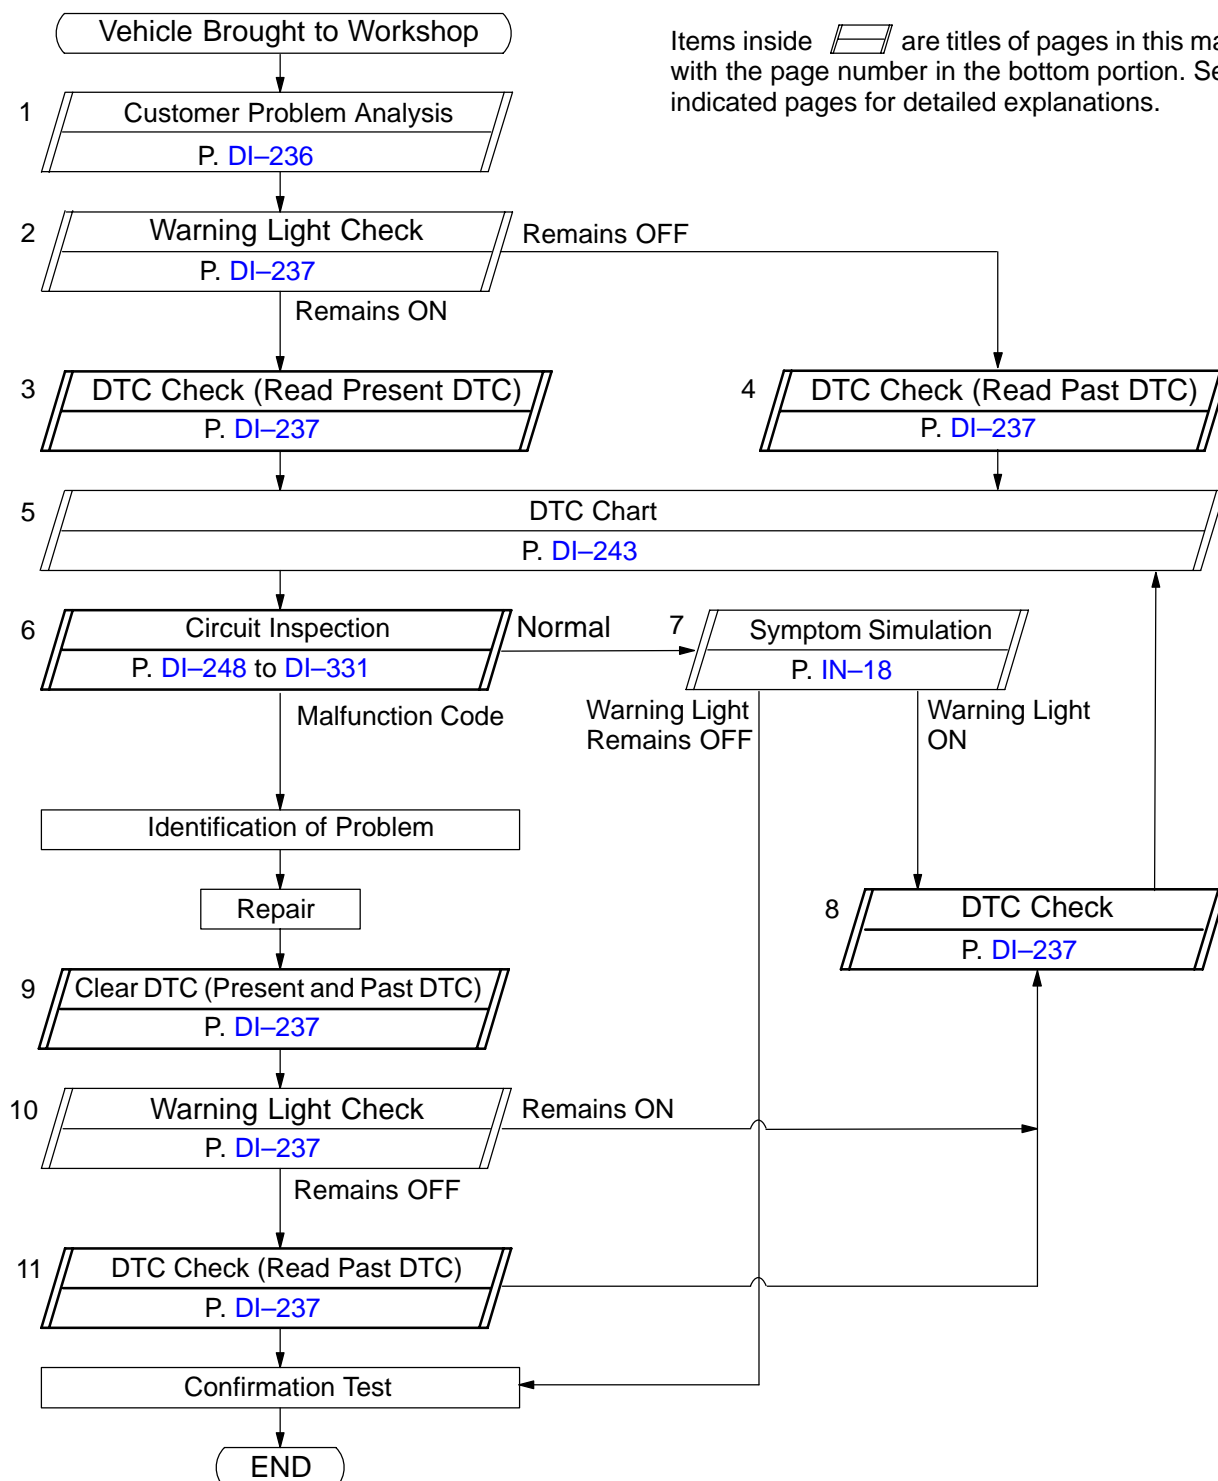 Vehicle Brought to Workshop
Items inside are titles of pages in this ma
with the page number in the bottom portion. Se
indicated pages for detailed explanations.
1
Customer Problem Analysis
P. DI–236
2
Warning Light Check
P. DI–237
Remains OFF
Remains ON
3
DTC Check (Read Present DTC)
P. DI–237
4
DTC Check (Read Past DTC)
P. DI–237
5
DTC Chart
P. DI–243
6
Circuit Inspection
P. DI–248 to DI–331
Normal
7
Symptom Simulation
P. IN–18
Malfunction Code
Warning Light
Remains OFF
Warning Light
ON
Identification of Problem
Repair
8
DTC Check
P. DI–237
9
Clear DTC (Present and Past DTC)
P. DI–237
10
Warning Light Check
P. DI–237
Remains ON
Remains OFF
11
DTC Check (Read Past DTC)
P. DI–237
Confirmation Test
END